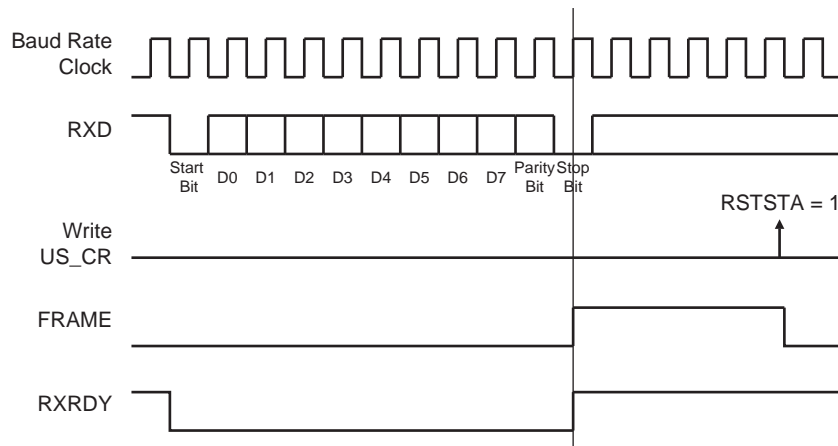 Baud Rate
Clock
RXD
Start
Bit
D0 D1 D2 D3 D4 D5 D6 D7
Parity
Bit
Stop
Bit
RSTSTA = 1
Write
US_CR
FRAME
RXRDY